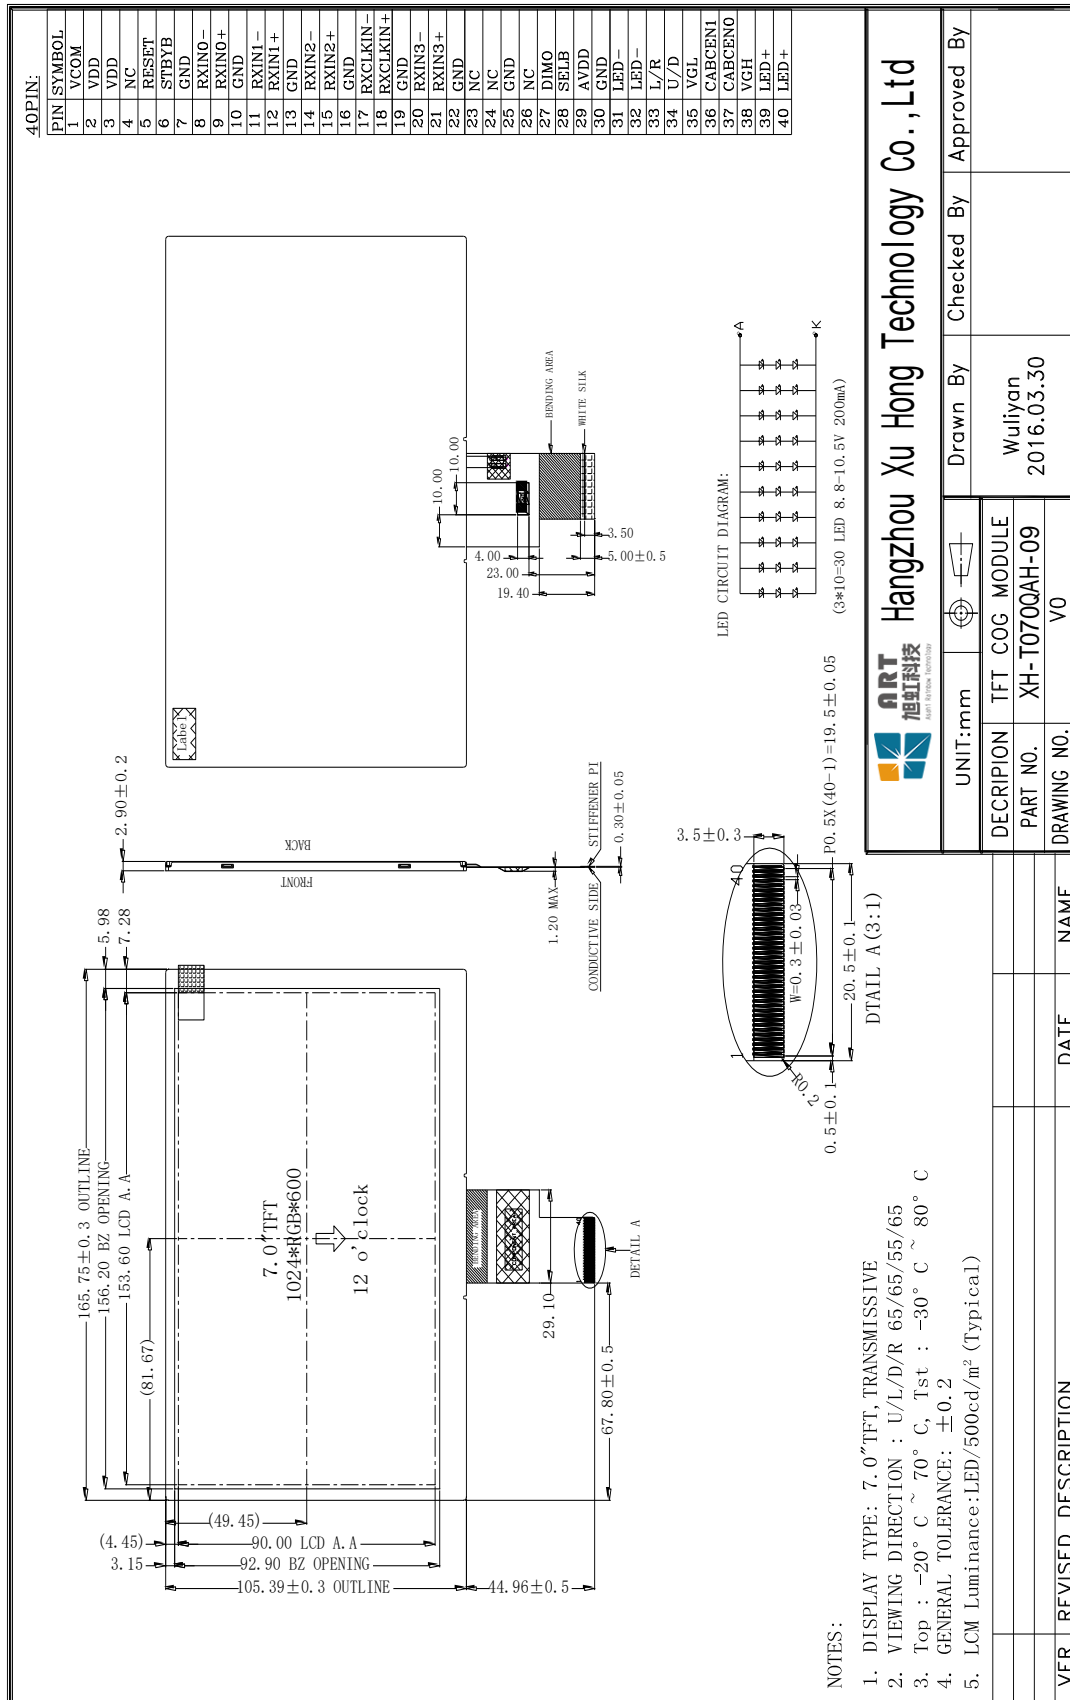 40PIN:
PIN SYMBOL
1 VCOM
2 VDD
3 VDD
4 NC
5 RESET
6 STBYB
7 GND
8 RXIN0-
9 RXIN0+
10 GND
11 RXIN1-
12 RXIN1+
13 GND
14 RXIN2-
15 RXIN2+
16 GND
17 RXCLKIN-
18 RXCLKIN+
19 GND
20 RXIN3-
21 RXIN3+
22 GND
23 NC
24 NC
25 GND
26 NC
27 DIMO
28 SELB
29 AVDD
30 GND
31 LED-
32 LED-
33 L/R
34 U/D
35 VGL
36 CABCEN1
37 CABCEN0
38 VGH
39 LED+
40 LED+
165.75±0.3 OUTLINE
156.20 BZ OPENING
153.60 LCD A.A
(81.67)
5.98
7.28
7.0"TFT
1024*RGB*600
12 o'clock
(49.45)
(4.45)
90.00 LCD A.A
3.15
92.90 BZ OPENING
105.39±0.3 OUTLINE
44.96±0.5
BENDING AREA
29.10
67.80±0.5
DETAIL A
2.90±0.2
FRONT
BACK
1.20 MAX
CONDUCTIVE SIDE
STIFFENER PI
0.30±0.05
Label
10.00
10.00
4.00
23.00
19.40
3.50
5.00±0.5
BENDING AREA
WHITE SILK
LED CIRCUIT DIAGRAM:
A
K
(3*10=30 LED 8.8-10.5V 200mA)
3.5±0.3
1
40
W=0.3±0.03
R0.2
0.5±0.1
P0.5X(40-1)=19.5±0.05
20.5±0.1
DTAIL A(3:1)
NOTES:
1. DISPLAY TYPE: 7.0"TFT, TRANSMISSIVE
2. VIEWING DIRECTION : U/L/D/R 65/65/55/65
3. Top : -20° C ~ 70° C, Tst : -30° C ~ 80° C
4. GENERAL TOLERANCE: ±0.2
5. LCM Luminance:LED/500cd/m² (Typical)
VER REVISED DESCRIPTION DATE NAME
ART
旭虹科技
Asahi Rainbow Technology
Hangzhou Xu Hong Technology Co.,Ltd
UNIT:mm
Drawn By
Checked By
Approved By
DECRIPION TFT COG MODULE
PART NO. XH-T070QAH-09
DRAWING NO. V0
Wuliyan
2016.03.30